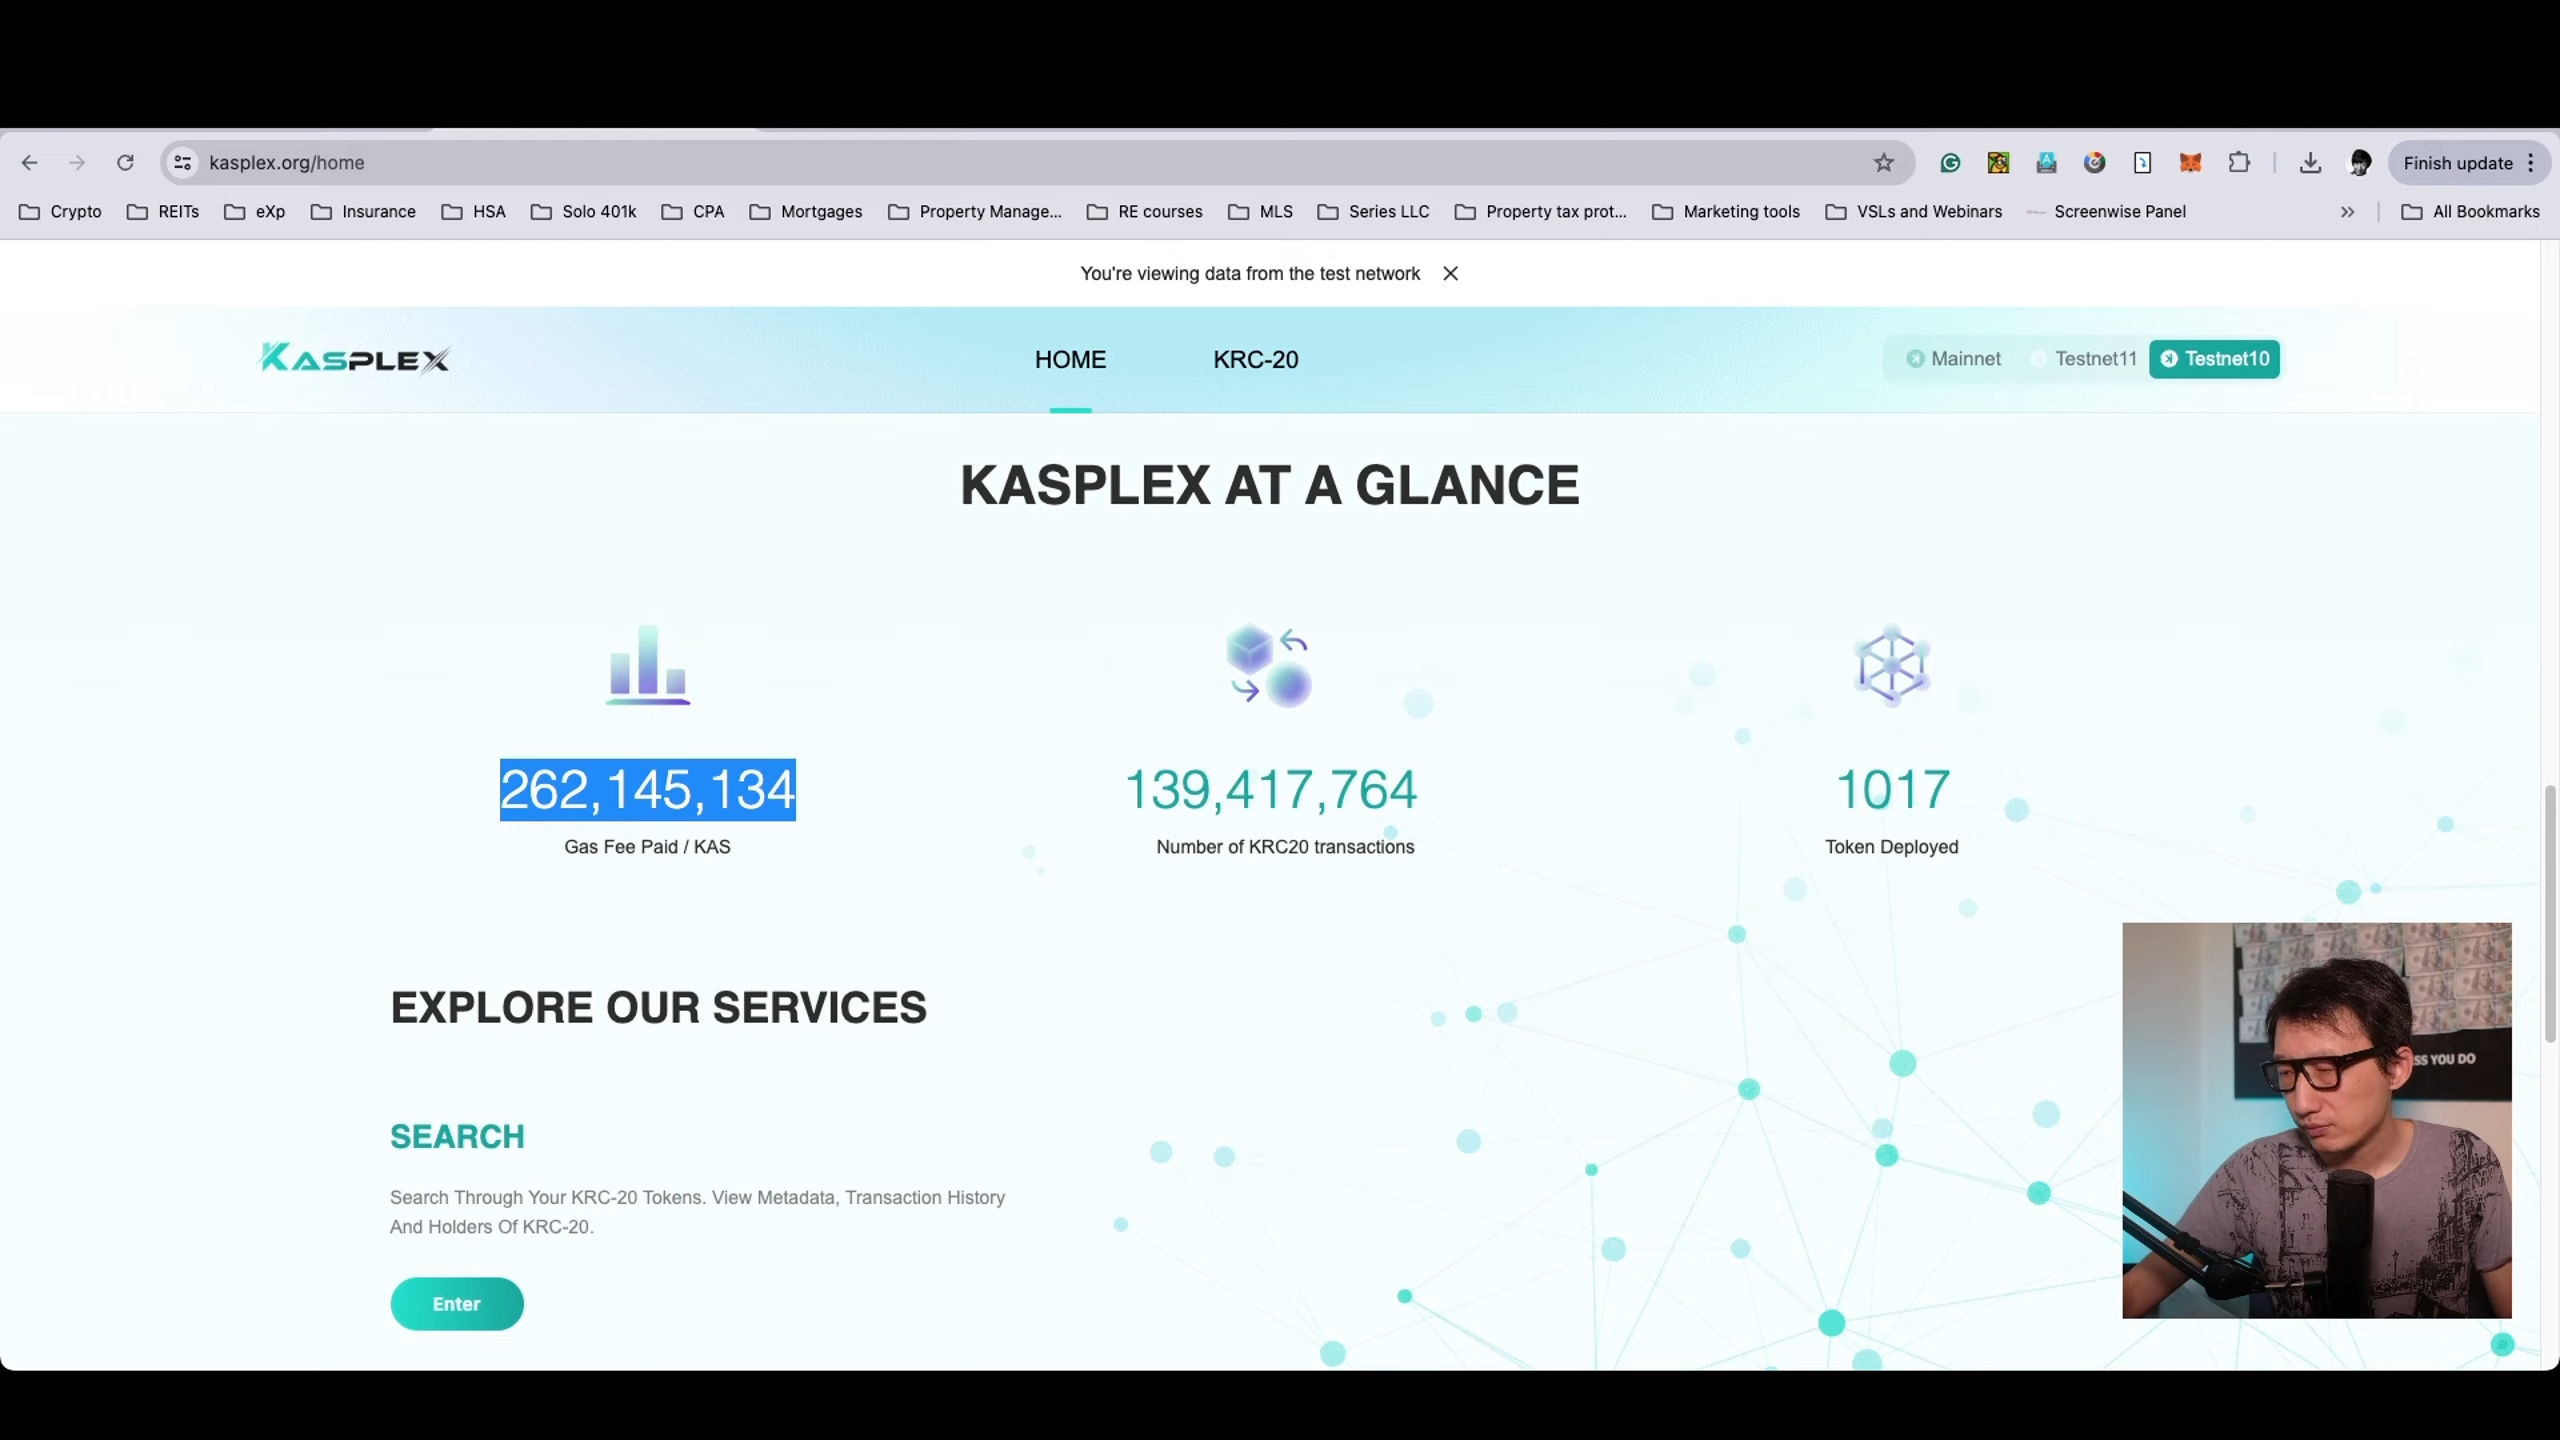 kasplex.org/home
Finish update
Crypto
REITs
eXp
Insurance
HSA
Solo 401k
CPA
Mortgages
Property Manage...
RE courses
MLS
Series LLC
Property tax prot...
Marketing tools
VSLs and Webinars
Screenwise Panel
All Bookmarks
You're viewing data from the test network
KASPLEX
HOME
KRC-20
Mainnet
Testnet11
Testnet10
KASPLEX AT A GLANCE
262,145,134
Gas Fee Paid / KAS
139,417,764
Number of KRC20 transactions
1017
Token Deployed
EXPLORE OUR SERVICES
SEARCH
Search Through Your KRC-20 Tokens. View Metadata, Transaction History
And Holders Of KRC-20.
Enter
SS YOU DO